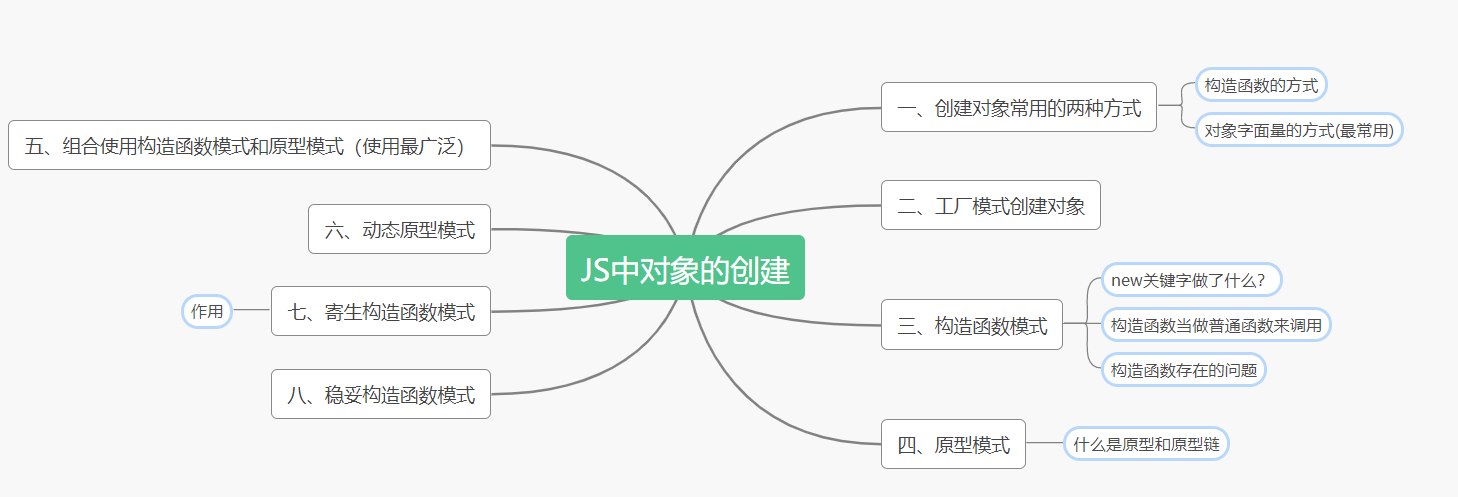 JS中对象的创建
一、创建对象常用的两种方式
构造函数的方式
对象字面量的方式(最常用)
二、工厂模式创建对象
三、构造函数模式
new关键字做了什么？
构造函数当做普通函数来调用
构造函数存在的问题
四、原型模式
什么是原型和原型链
五、组合使用构造函数模式和原型模式（使用最广泛）
六、动态原型模式
七、寄生构造函数模式
作用
八、稳妥构造函数模式